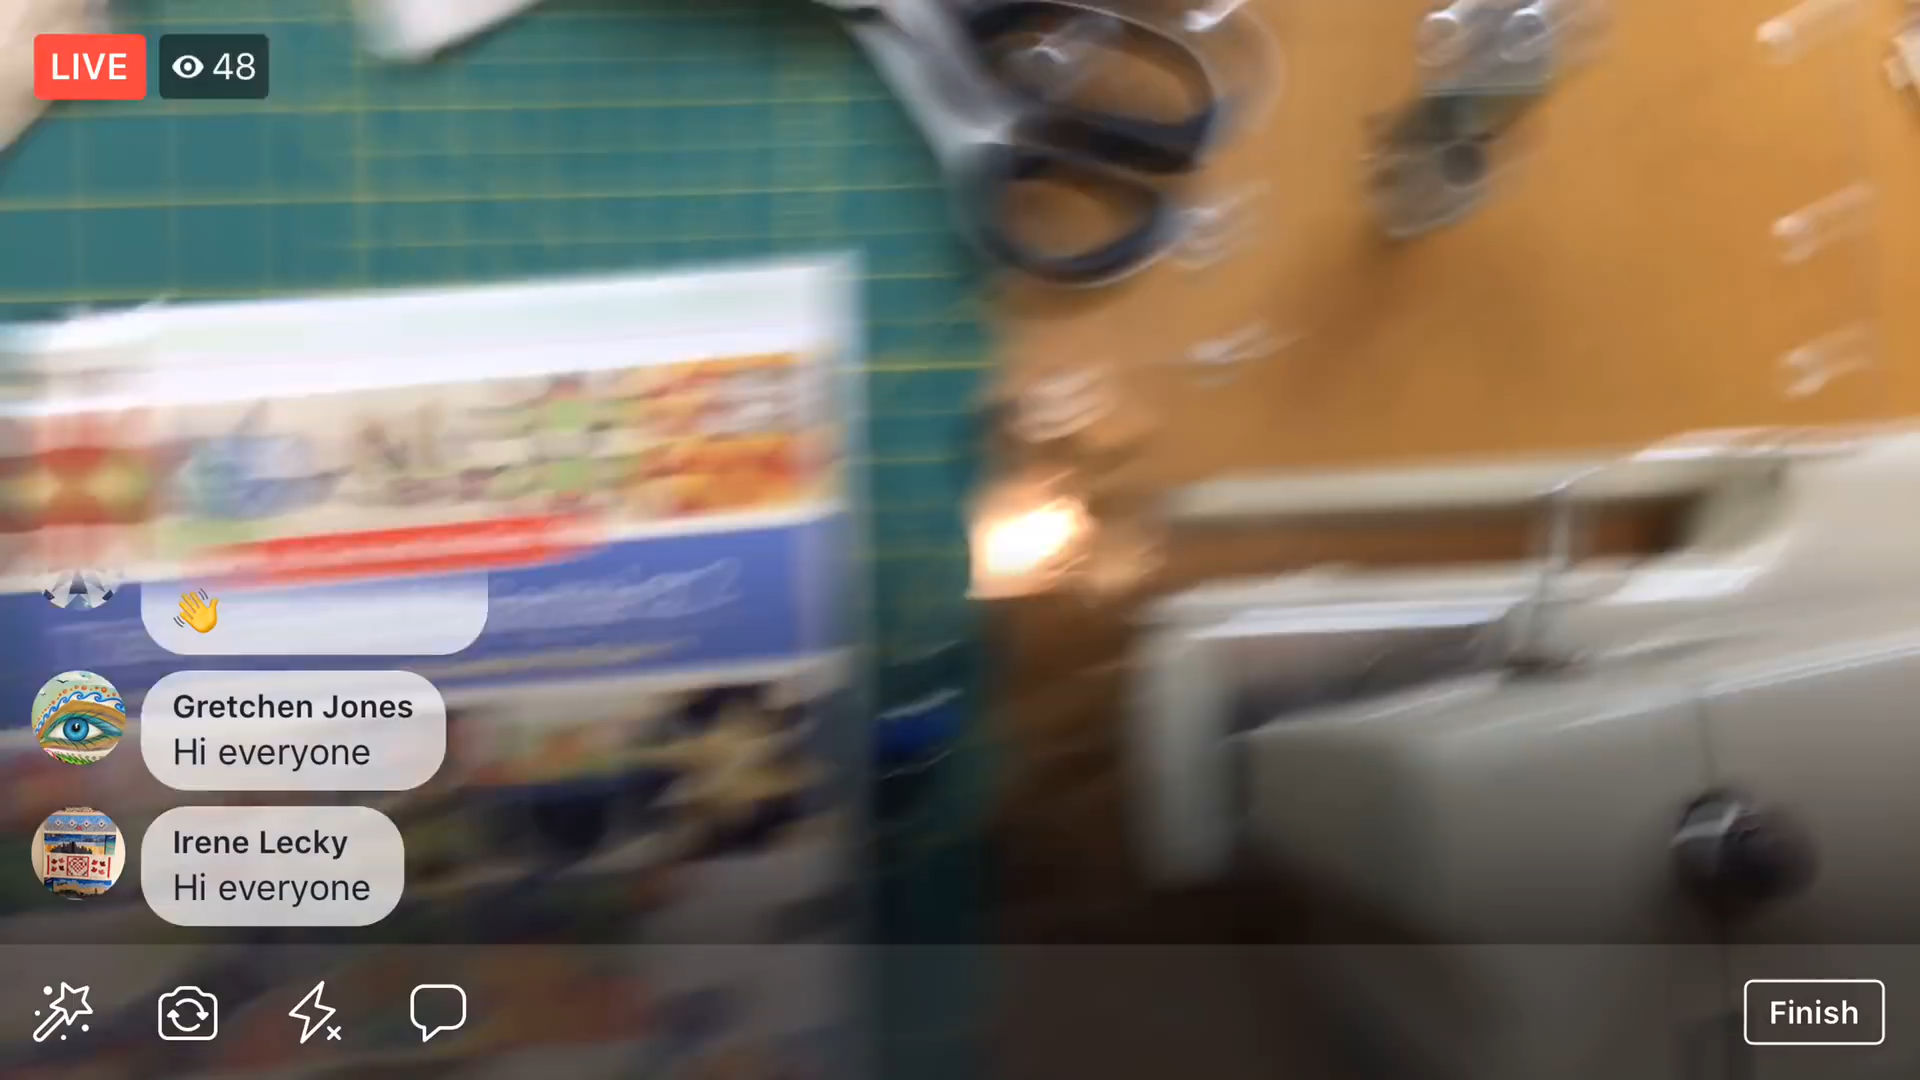 LIVE
48
👋
Gretchen Jones
Hi everyone
Irene Lecky
Hi everyone
Finish